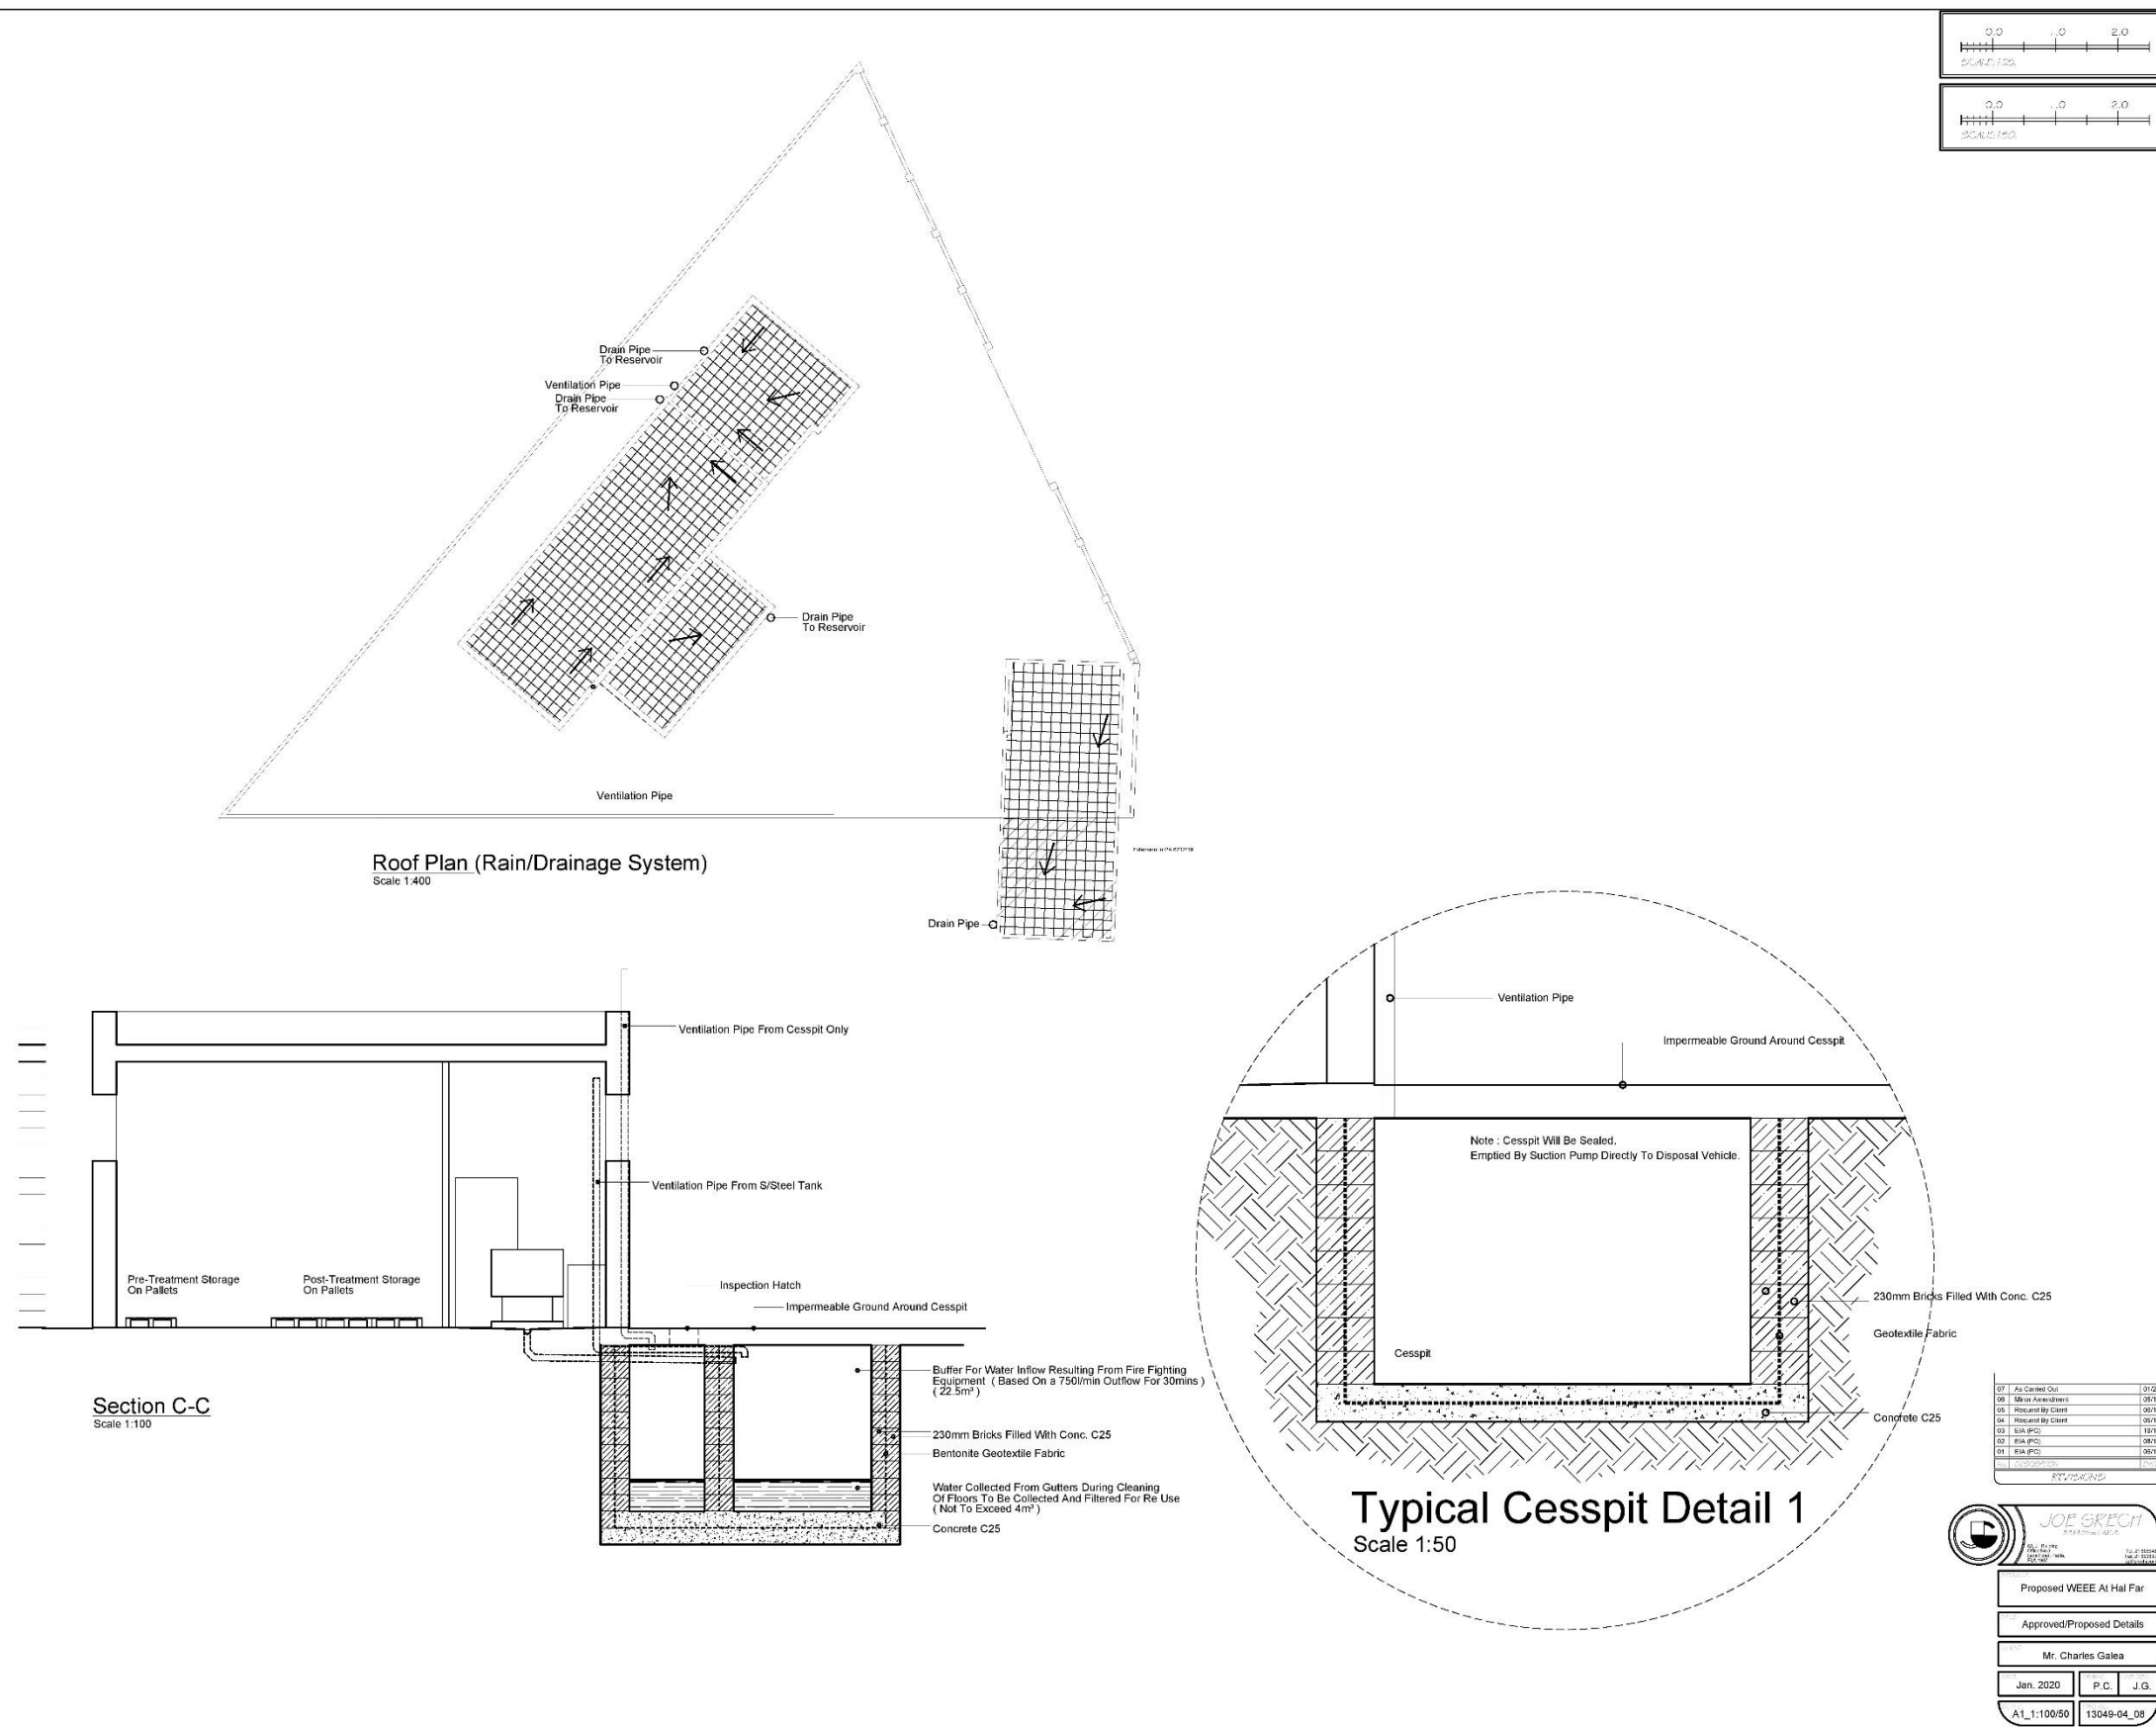 0.0 2.0
0.0 2.0
Drain Pipe
To Reservoir
Ventilation Pipe
Drain Pipe
To Reservoir
Drain Pipe
To Reservoir
Ventilation Pipe
Roof Plan (Rain/Drainage System)
Scale 1:400
Drain Pipe
Ventilation Pipe
Impermeable Ground Around Cesspit
Note : Cesspit Will Be Sealed.
Emptied By Suction Pump Directly To Disposal Vehicle.
230mm Bricks Filled With Conc. C25
Geotextile Fabric
Cesspit
Concrete C25
Typical Cesspit Detail 1
Scale 1:50
Ventilation Pipe From Cesspit Only
Ventilation Pipe From S/Steel Tank
Pre-Treatment Storage
On Pallets
Post-Treatment Storage
On Pallets
Inspection Hatch
Impermeable Ground Around Cesspit
Buffer For Water Inflow Resulting From Fire Fighting
Equipment ( Based On a 750l/min Outflow For 30mins )
( 22.5m³ )
230mm Bricks Filled With Conc. C25
Bentonite Geotextile Fabric
Water Collected From Gutters During Cleaning
Of Floors To Be Collected And Filtered For Re Use
( Not To Exceed 4m³ )
Concrete C25
Section C-C
Scale 1:100
07 As Carried Out
06 Minor Amendment
05 Request By Client
04 Request By Client
03 EIA (PC)
02 EIA (PC)
01 EIA (PC)
REVISIONS
JOE GRECH
Proposed WEEE At Hal Far
Approved/Proposed Details
Mr. Charles Galea
Jan. 2020 P.C. J.G.
A1_1:100/50 13049-04_08